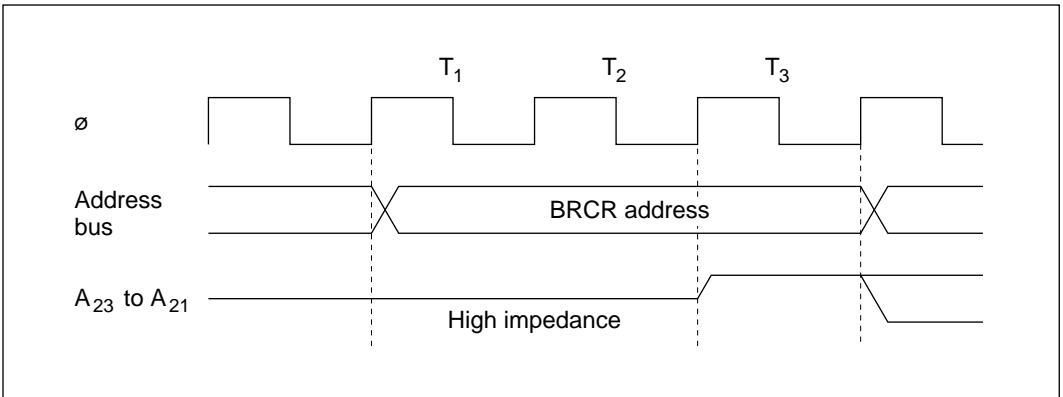 T₁ T₂ T₃
ø
Address
bus
BRCR address
A₂₃ to A₂₁
High impedance